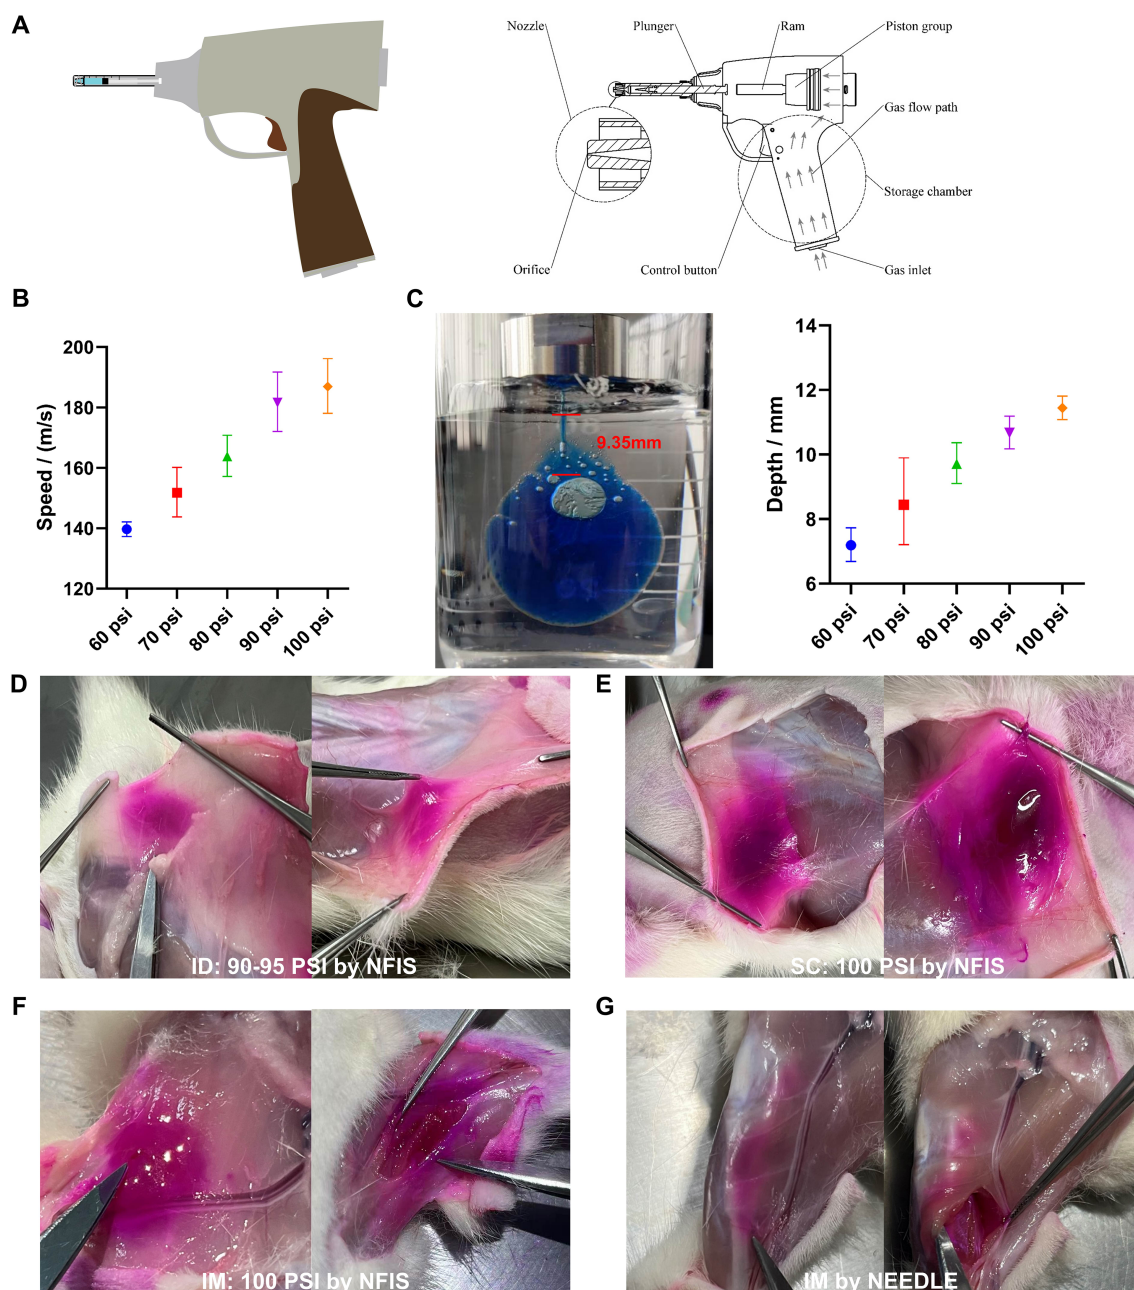 A
Nozzle
Plunger
Ram
Piston group
Gas flow path
Storage chamber
Orifice
Control button
Gas inlet
B
Speed / (m/s)
200
180
160
140
120
60 psi
70 psi
80 psi
90 psi
100 psi
C
9.35mm
Depth / mm
14
12
10
8
6
60 psi
70 psi
80 psi
90 psi
100 psi
D
ID: 90-95 PSI by NFIS
E
SC: 100 PSI by NFIS
F
IM: 100 PSI by NFIS
G
IM by NEEDLE